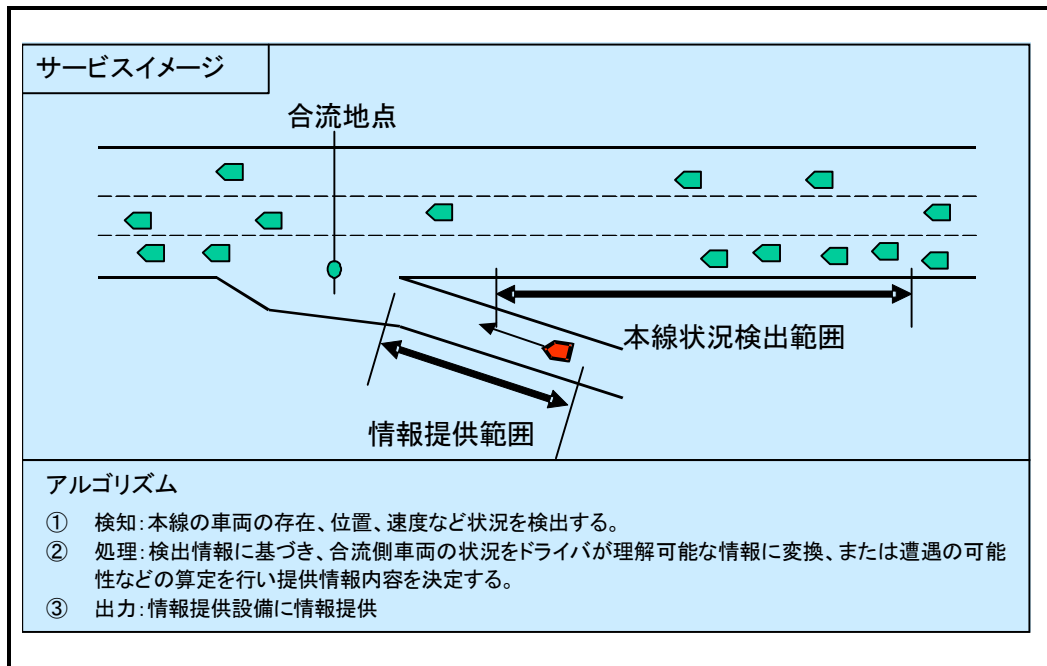 サービスイメージ
合流地点
本線状況検出範囲
情報提供範囲
アルゴリズム
① 検知:本線の車両の存在、位置、速度など状況を検出する。
② 処理:検出情報に基づき、合流側車両の状況をドライバが理解可能な情報に変換、または遭遇の可能
性などの算定を行い提供情報内容を決定する。
③ 出力:情報提供設備に情報提供